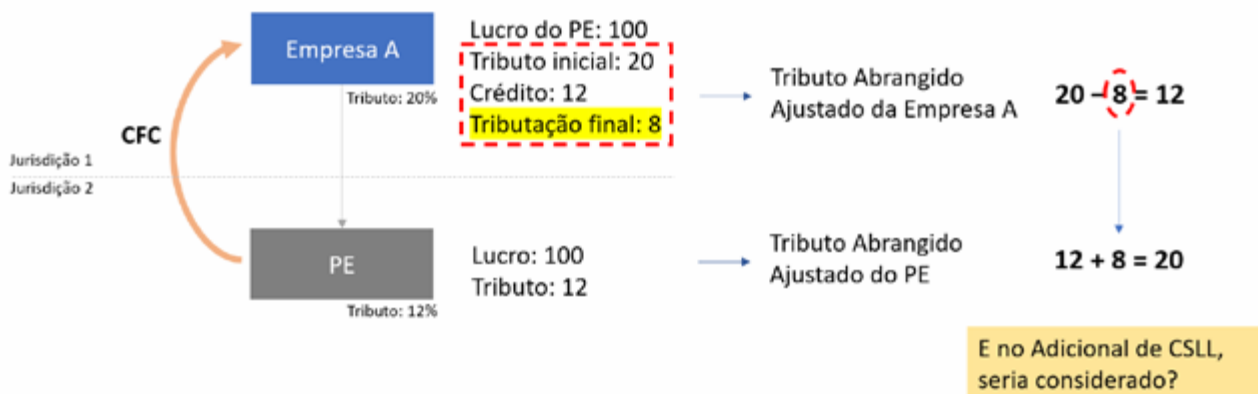 Empresa A
Tributo: 20%
Lucro do PE: 100
Tributo inicial: 20
Crédito: 12
Tributação final: 8
Tributo Abrangido
Ajustado da Empresa A
20 – 8 = 12
CFC
Jurisdição 1
Jurisdição 2
PE
Tributo: 12%
Lucro: 100
Tributo: 12
Tributo Abrangido
Ajustado do PE
12 + 8 = 20
E no Adicional de CSLL,
seria considerado?